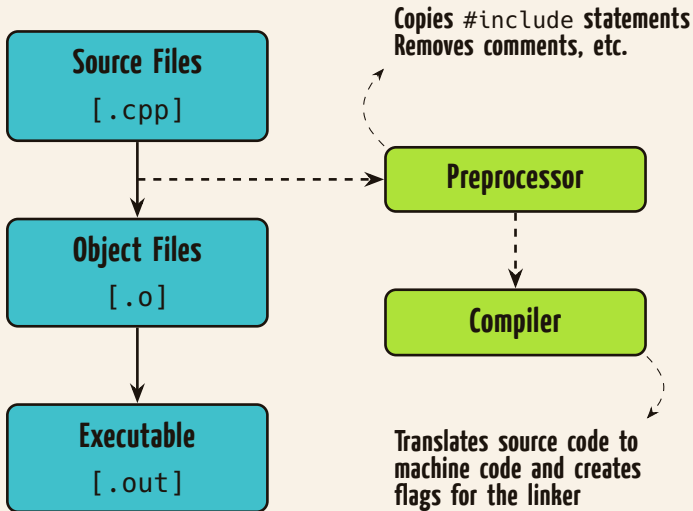 Copies #include statements
Removes comments, etc.
Source Files
[.cpp]
Preprocessor
Object Files
[.o]
Compiler
Executable
[.out]
Translates source code to
machine code and creates
flags for the linker